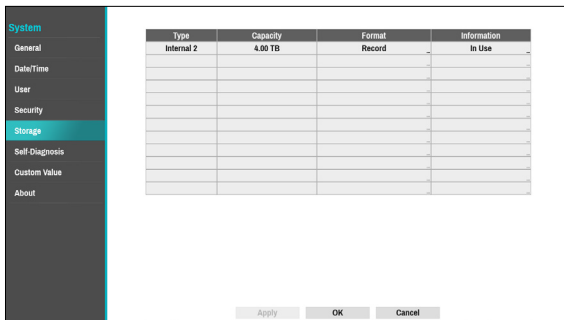 System
General
Date/Time
User
Security
Storage
Self-Diagnosis
Custom Value
About
Type Capacity Format Information
Internal 2 4.00 TB Record ... In Use ...
Apply OK Cancel